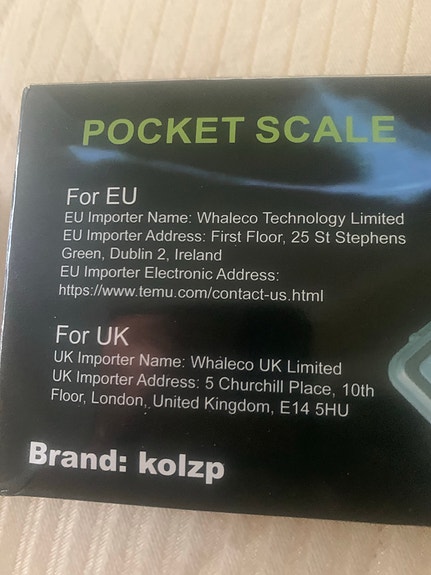 POCKET SCALE
For EU
EU Importer Name: Whaleco Technology Limited
EU Importer Address: First Floor, 25 St Stephens
Green, Dublin 2, Ireland
EU Importer Electronic Address:
https://www.temu.com/contact-us.html
For UK
UK Importer Name: Whaleco UK Limited
UK Importer Address: 5 Churchill Place, 10th
Floor, London, United Kingdom, E14 5HU
Brand: kolzp